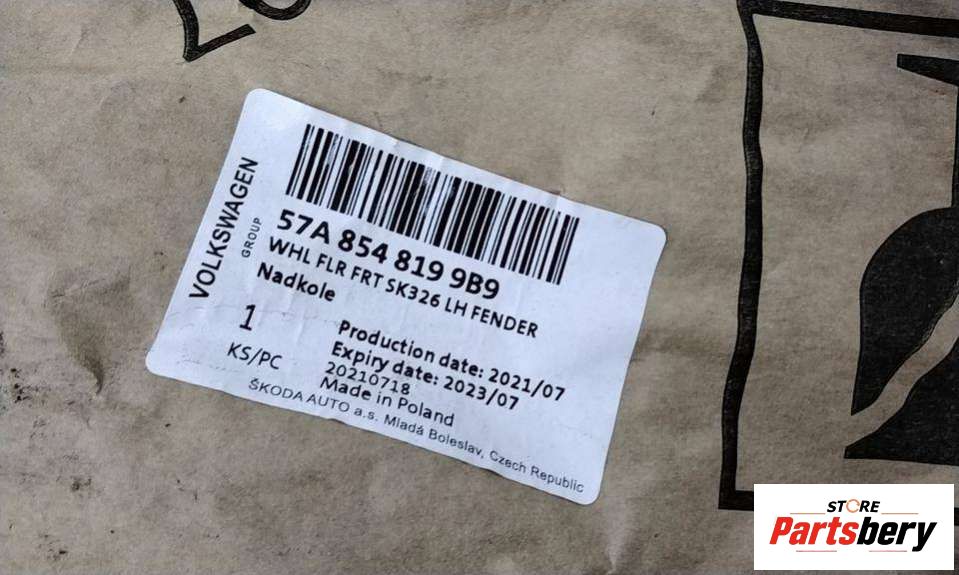 VOLKSWAGEN
GROUP
57A 854 819 9B9
WHL FLR FRT SK326 LH FENDER
Nadkole
1
KS/PC
Production date: 2021/07
Expiry date: 2023/07
20210718
Made in Poland
ŠKODA AUTO a.s. Mladá Boleslav, Czech Republic
STORE
Partsbery